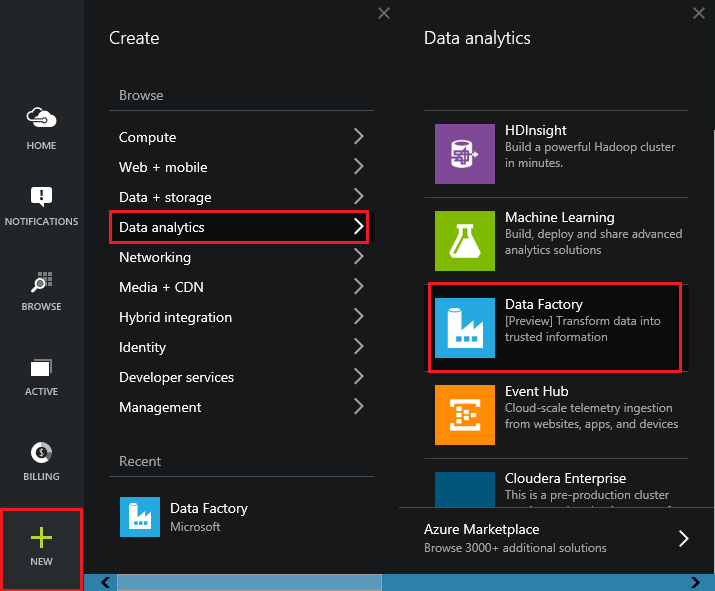 HOME
NOTIFICATIONS
BROWSE
ACTIVE
BILLING
NEW
Create
Browse
Compute
Web + mobile
Data + storage
Data analytics
Networking
Media + CDN
Hybrid integration
Identity
Developer services
Management
Recent
Data Factory
Microsoft
Data analytics
HDInsight
Build a powerful Hadoop cluster
in minutes.
Machine Learning
Build, deploy and share advanced
analytics solutions
Data Factory
[Preview] Transform data into
trusted information
Event Hub
Cloud-scale telemetry ingestion
from websites, apps, and devices
Cloudera Enterprise
This is a pre-production cluster
Azure Marketplace
Browse 3000+ additional solutions